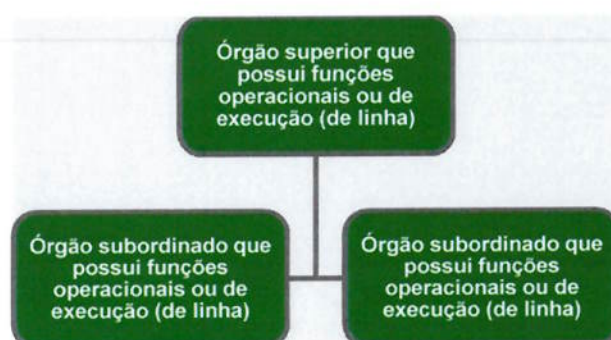 Órgão superior que
possui funções
operacionais ou de
execução (de linha)
Órgão subordinado que
possui funções
operacionais ou de
execução (de linha)
Órgão subordinado que
possui funções
operacionais ou de
execução (de linha)